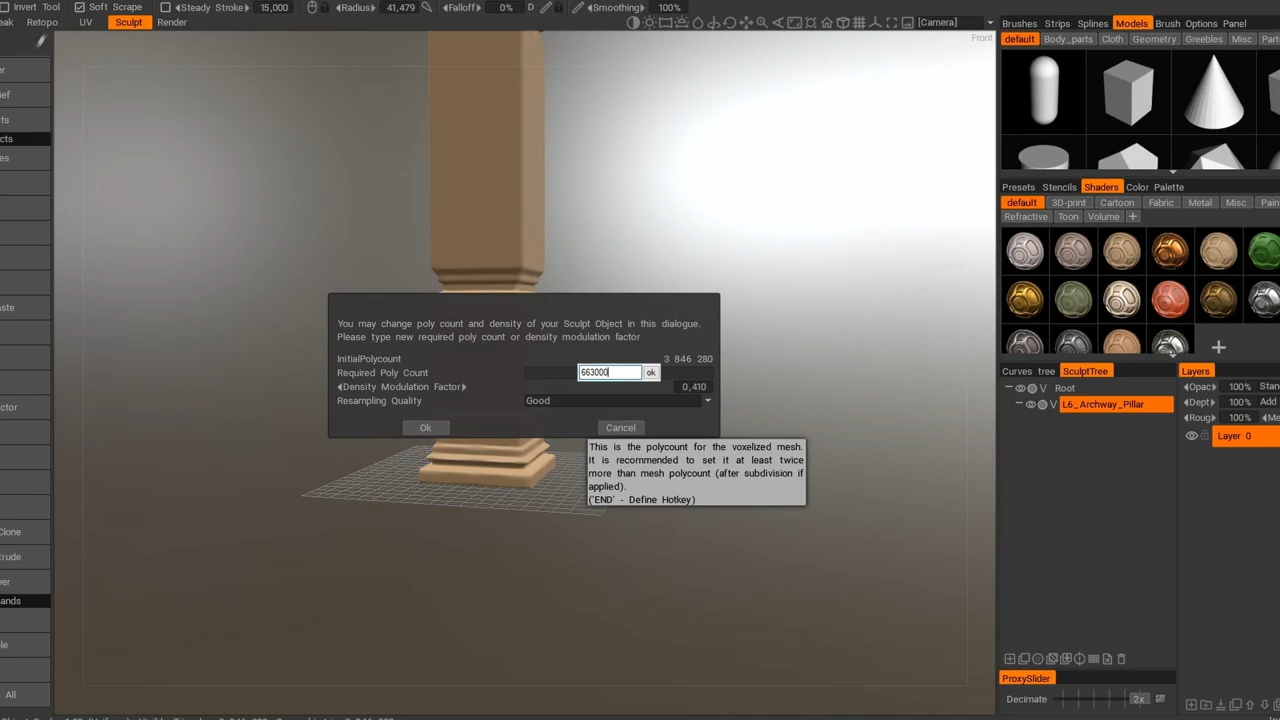 Invert Tool
Soft Scrape
Steady Stroke
15,000
Radius
41,479
Falloff
0%
D
Smoothing
100%
Retopo
UV
Sculpt
Render
[Camera]
Front
Brushes
Strips
Splines
Models
Brush
Options
Panel
default
Body_parts
Cloth
Geometry
Greebles
Misc
Presets
Stencils
Shaders
Color
Palette
default
3D-print
Cartoon
Fabric
Metal
Misc
Refractive
Toon
Volume
+
You may change poly count and density of your Sculpt Object in this dialogue.
Please type new required poly count or density modulation factor
InitialPolycount
3 846 280
Required Poly Count
663000
ok
Density Modulation Factor
0,410
Resampling Quality
Good
Ok
Cancel
This is the polycount for the voxelized mesh.
It is recommended to set it at least twice
more than mesh polycount (after subdivision if
applied).
('END' - Define Hotkey)
Curves tree
SculptTree
Layers
V Root
V L6_Archway_Pillar
Opac
100%
Dept
100%
Add
Roug
100%
Layer 0
ProxySlider
Decimate
2x
All